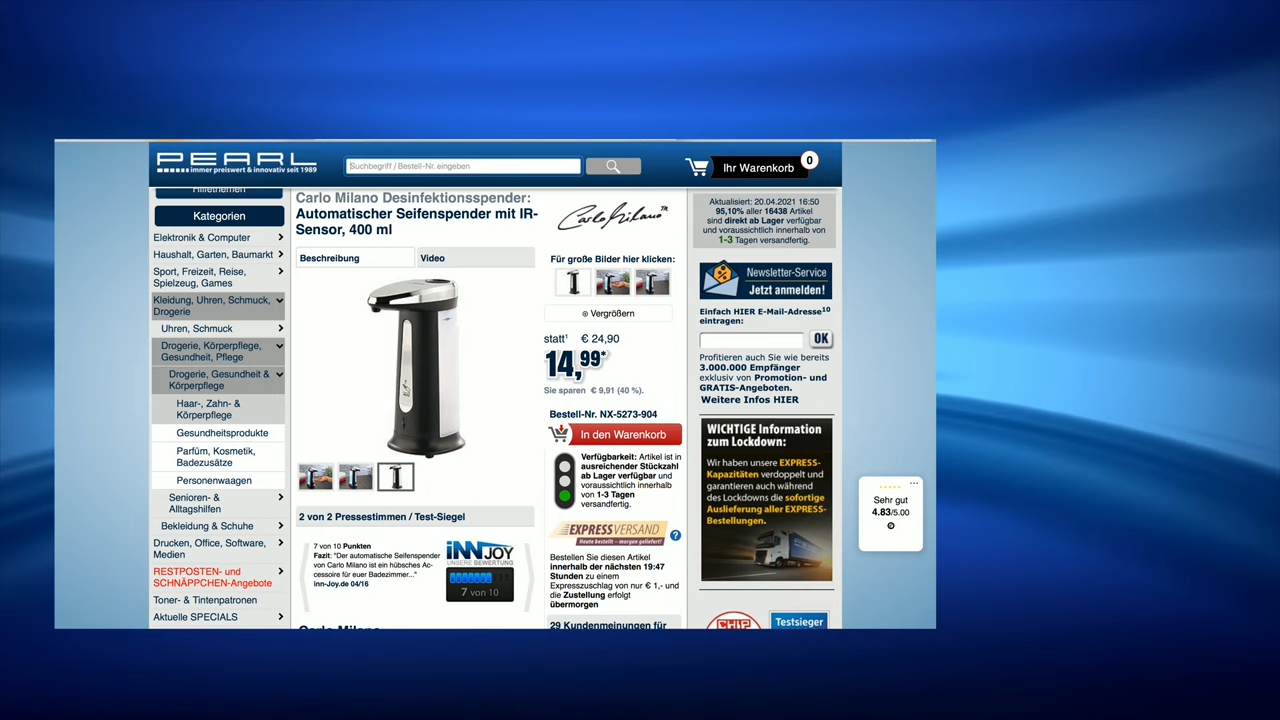 PEARL
immer preiswert & innovativ seit 1989
Suchbegriff / Bestell-Nr. eingeben
Ihr Warenkorb
0
Hilfethemen
Kategorien
Elektronik & Computer
Haushalt, Garten, Baumarkt
Sport, Freizeit, Reise,
Spielzeug, Games
Kleidung, Uhren, Schmuck,
Drogerie
Uhren, Schmuck
Drogerie, Körperpflege,
Gesundheit, Pflege
Drogerie, Gesundheit &
Körperpflege
Haar-, Zahn- &
Körperpflege
Gesundheitsprodukte
Parfüm, Kosmetik,
Badezusätze
Personenwaagen
Senioren- &
Alltagshilfen
Bekleidung & Schuhe
Drucken, Office, Software,
Medien
RESTPOSTEN- und
SCHNÄPPCHEN-Angebote
Toner- & Tintenpatronen
Aktuelle SPECIALS
Carlo Milano Desinfektionsspender:
Automatischer Seifenspender mit IR-
Sensor, 400 ml
Beschreibung
Video
2 von 2 Pressestimmen / Test-Siegel
7 von 10 Punkten
Fazit: "Der automatische Seifenspender
von Carlo Milano ist ein hübsches Ac-
cessoire für euer Badezimmer..."
inn-Joy.de 04/16
iNNJOY
UNSERE BEWERTUNG
7 von 10
Carlo Milano
Carlo Milano™
Für große Bilder hier klicken:
Vergrößern
statt¹ € 24,90
14,99*
Sie sparen € 9,91 (40 %).
Bestell-Nr. NX-5273-904
In den Warenkorb
Verfügbarkeit: Artikel ist in
ausreichender Stückzahl
ab Lager verfügbar und
voraussichtlich innerhalb
von 1-3 Tagen
versandfertig.
EXPRESVERSAND
Heute bestellt – morgen geliefert!
?
Bestellen Sie diesen Artikel
innerhalb der nächsten 19:47
Stunden zu einem
Expresszuschlag von nur € 1,- und
die Zustellung erfolgt
übermorgen
29 Kundenmeinungen für
Aktualisiert: 20.04.2021 16:50
95,10% aller 16438 Artikel
sind direkt ab Lager verfügbar
und voraussichtlich innerhalb von
1-3 Tagen versandfertig.
Newsletter-Service
Jetzt anmelden!
Einfach HIER E-Mail-Adresse¹⁰
eintragen:
OK
Profitieren auch Sie wie bereits
3.000.000 Empfänger
exklusiv von Promotion- und
GRATIS-Angeboten.
Weitere Infos HIER
WICHTIGE Information
zum Lockdown:
Wir haben unsere EXPRESS-
Kapazitäten verdoppelt und
garantieren auch während
des Lockdowns die sofortige
Auslieferung aller EXPRESS-
Bestellungen.
CHIP
Testsieger
Sehr gut
4.83/5.00